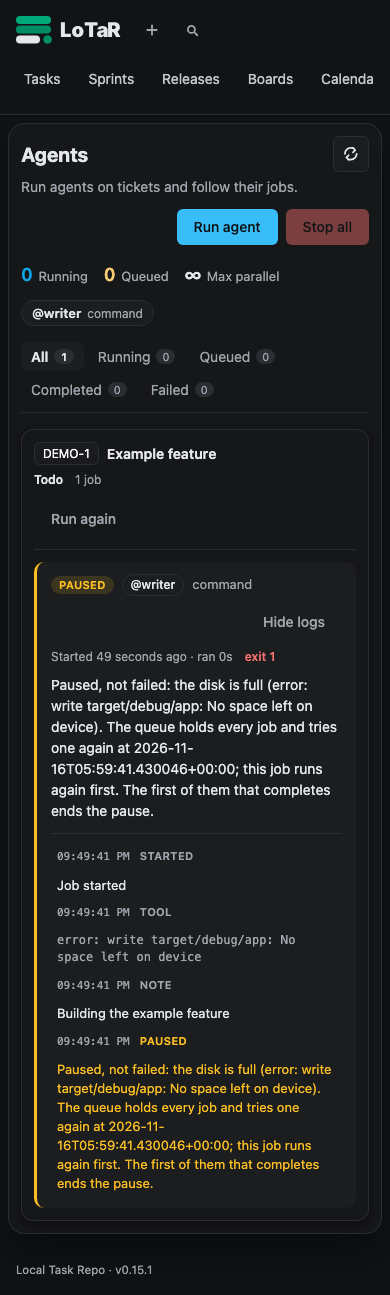 LoTaR
Tasks Sprints Releases Boards Calenda
Agents
Run agents on tickets and follow their jobs.
Run agent Stop all
0 Running 0 Queued ∞ Max parallel
@writer command
All 1 Running 0 Queued 0
Completed 0 Failed 0
DEMO-1 Example feature
Todo 1 job
Run again
PAUSED @writer command
Hide logs
Started 49 seconds ago · ran 0s exit 1
Paused, not failed: the disk is full (error:
write target/debug/app: No space left on
device). The queue holds every job and tries
one again at 2026-11-
16T05:59:41.430046+00:00; this job runs
again first. The first of them that completes
ends the pause.
09:49:41 PM STARTED
Job started
09:49:41 PM TOOL
error: write target/debug/app: No
space left on device
09:49:41 PM NOTE
Building the example feature
09:49:41 PM PAUSED
Paused, not failed: the disk is full (error: write
target/debug/app: No space left on device).
The queue holds every job and tries one
again at 2026-11-
16T05:59:41.430046+00:00; this job runs
again first. The first of them that completes
ends the pause.
Local Task Repo · v0.15.1